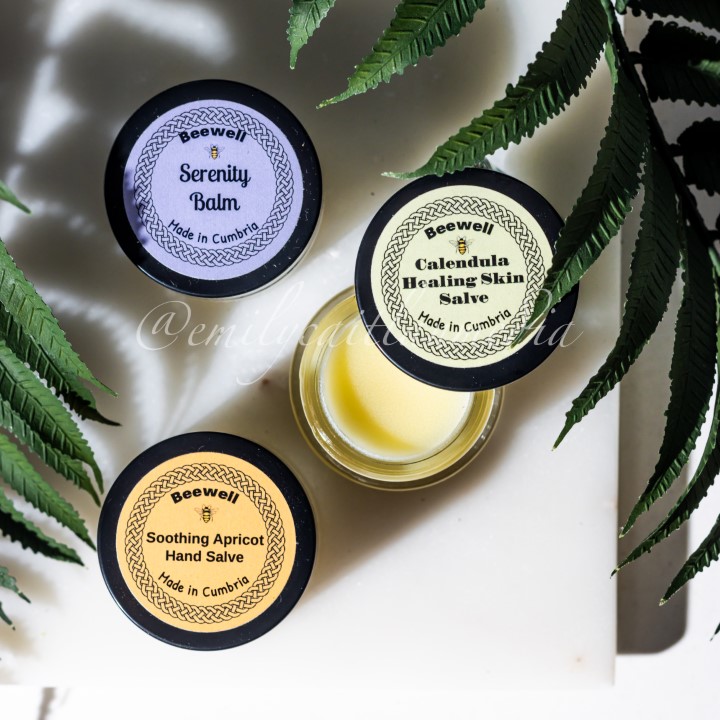 Beewell
Serenity
Balm
Made in Cumbria
Beewell
Calendula
Healing Skin
Salve
Made in Cumbria
Beewell
Soothing Apricot
Hand Salve
Made in Cumbria